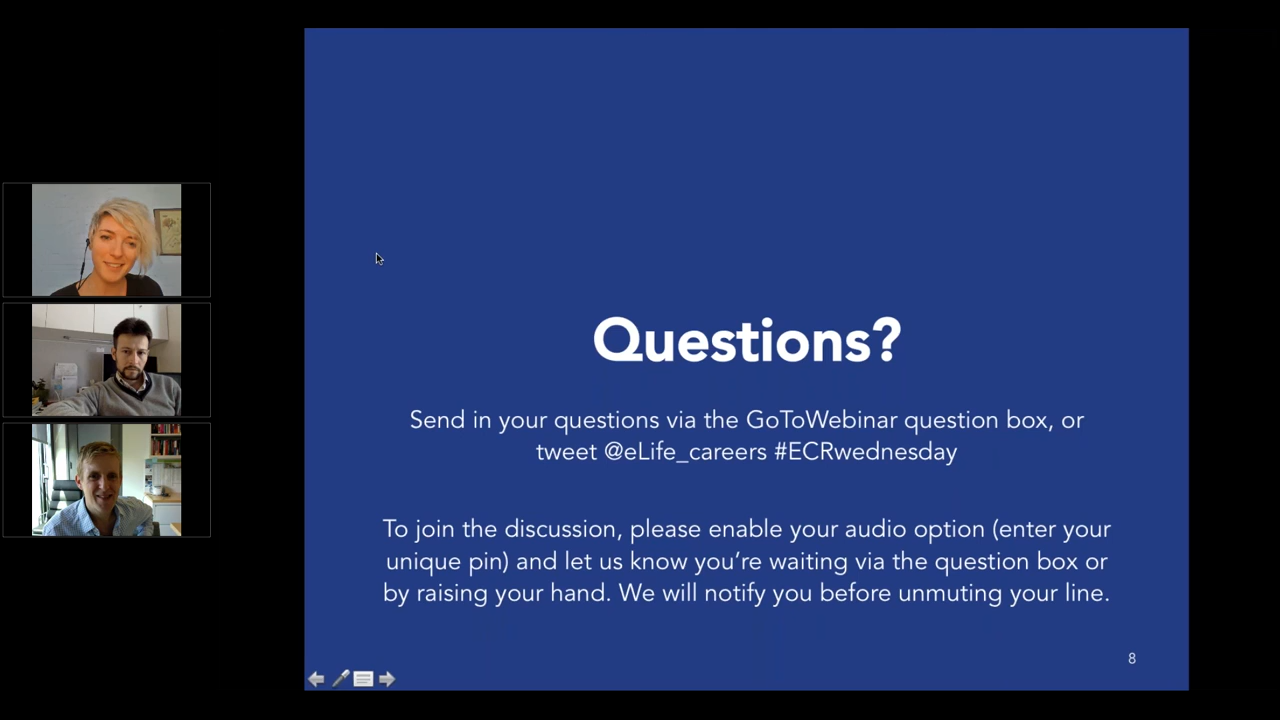 Questions?
Send in your questions via the GoToWebinar question box, or
tweet @eLife_careers #ECRwednesday
To join the discussion, please enable your audio option (enter your
unique pin) and let us know you’re waiting via the question box or
by raising your hand. We will notify you before unmuting your line.
8